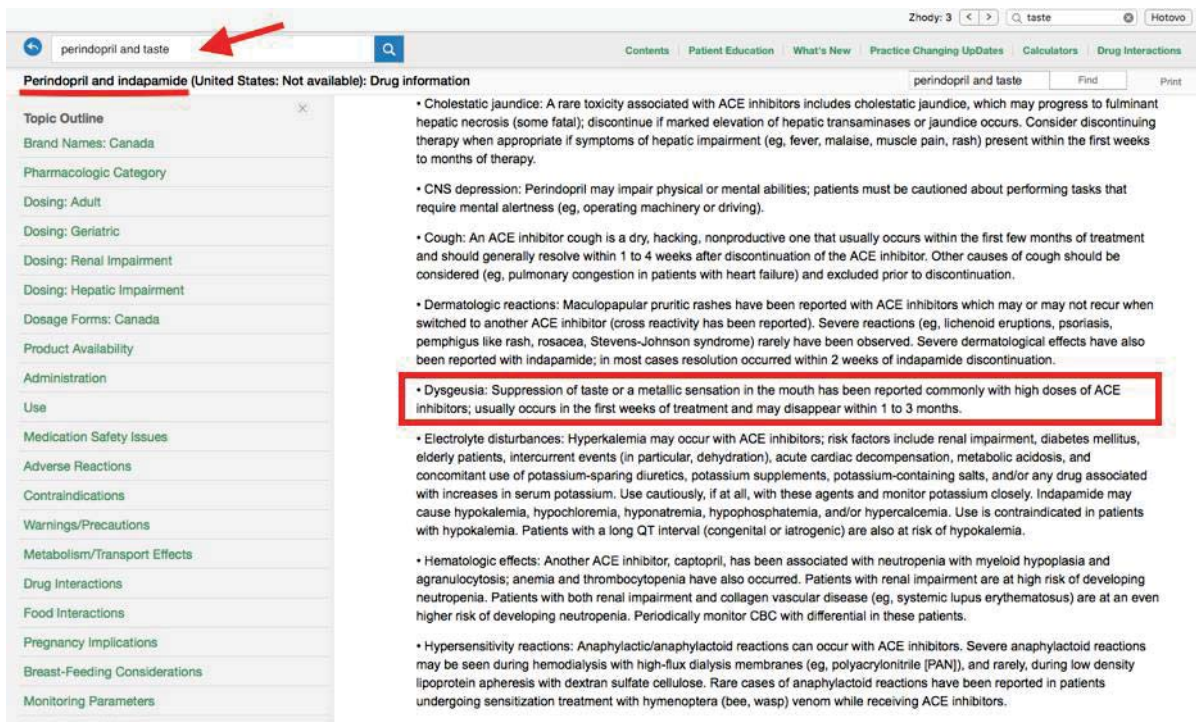 Zhody: 3 < > taste Hotovo
perindopril and taste
Contents Patient Education What's New Practice Changing UpDates Calculators Drug Interactions
Perindopril and indapamide (United States: Not available): Drug information
perindopril and taste Find Print
Topic Outline
Brand Names: Canada
Pharmacologic Category
Dosing: Adult
Dosing: Geriatric
Dosing: Renal Impairment
Dosing: Hepatic Impairment
Dosage Forms: Canada
Product Availability
Administration
Use
Medication Safety Issues
Adverse Reactions
Contraindications
Warnings/Precautions
Metabolism/Transport Effects
Drug Interactions
Food Interactions
Pregnancy Implications
Breast-Feeding Considerations
Monitoring Parameters
• Cholestatic jaundice: A rare toxicity associated with ACE inhibitors includes cholestatic jaundice, which may progress to fulminant
hepatic necrosis (some fatal); discontinue if marked elevation of hepatic transaminases or jaundice occurs. Consider discontinuing
therapy when appropriate if symptoms of hepatic impairment (eg, fever, malaise, muscle pain, rash) present within the first weeks
to months of therapy.
• CNS depression: Perindopril may impair physical or mental abilities; patients must be cautioned about performing tasks that
require mental alertness (eg, operating machinery or driving).
• Cough: An ACE inhibitor cough is a dry, hacking, nonproductive one that usually occurs within the first few months of treatment
and should generally resolve within 1 to 4 weeks after discontinuation of the ACE inhibitor. Other causes of cough should be
considered (eg, pulmonary congestion in patients with heart failure) and excluded prior to discontinuation.
• Dermatologic reactions: Maculopapular pruritic rashes have been reported with ACE inhibitors which may or may not recur when
switched to another ACE inhibitor (cross reactivity has been reported). Severe reactions (eg, lichenoid eruptions, psoriasis,
pemphigus like rash, rosacea, Stevens-Johnson syndrome) rarely have been observed. Severe dermatological effects have also
been reported with indapamide; in most cases resolution occurred within 2 weeks of indapamide discontinuation.
• Dysgeusia: Suppression of taste or a metallic sensation in the mouth has been reported commonly with high doses of ACE
inhibitors; usually occurs in the first weeks of treatment and may disappear within 1 to 3 months.
• Electrolyte disturbances: Hyperkalemia may occur with ACE inhibitors; risk factors include renal impairment, diabetes mellitus,
elderly patients, intercurrent events (in particular, dehydration), acute cardiac decompensation, metabolic acidosis, and
concomitant use of potassium-sparing diuretics, potassium supplements, potassium-containing salts, and/or any drug associated
with increases in serum potassium. Use cautiously, if at all, with these agents and monitor potassium closely. Indapamide may
cause hypokalemia, hypochloremia, hyponatremia, hypophosphatemia, and/or hypercalcemia. Use is contraindicated in patients
with hypokalemia. Patients with a long QT interval (congenital or iatrogenic) are also at risk of hypokalemia.
• Hematologic effects: Another ACE inhibitor, captopril, has been associated with neutropenia with myeloid hypoplasia and
agranulocytosis; anemia and thrombocytopenia have also occurred. Patients with renal impairment are at high risk of developing
neutropenia. Patients with both renal impairment and collagen vascular disease (eg, systemic lupus erythematosus) are at an even
higher risk of developing neutropenia. Periodically monitor CBC with differential in these patients.
• Hypersensitivity reactions: Anaphylactic/anaphylactoid reactions can occur with ACE inhibitors. Severe anaphylactoid reactions
may be seen during hemodialysis with high-flux dialysis membranes (eg, polyacrylonitrile [PAN]), and rarely, during low density
lipoprotein apheresis with dextran sulfate cellulose. Rare cases of anaphylactoid reactions have been reported in patients
undergoing sensitization treatment with hymenoptera (bee, wasp) venom while receiving ACE inhibitors.